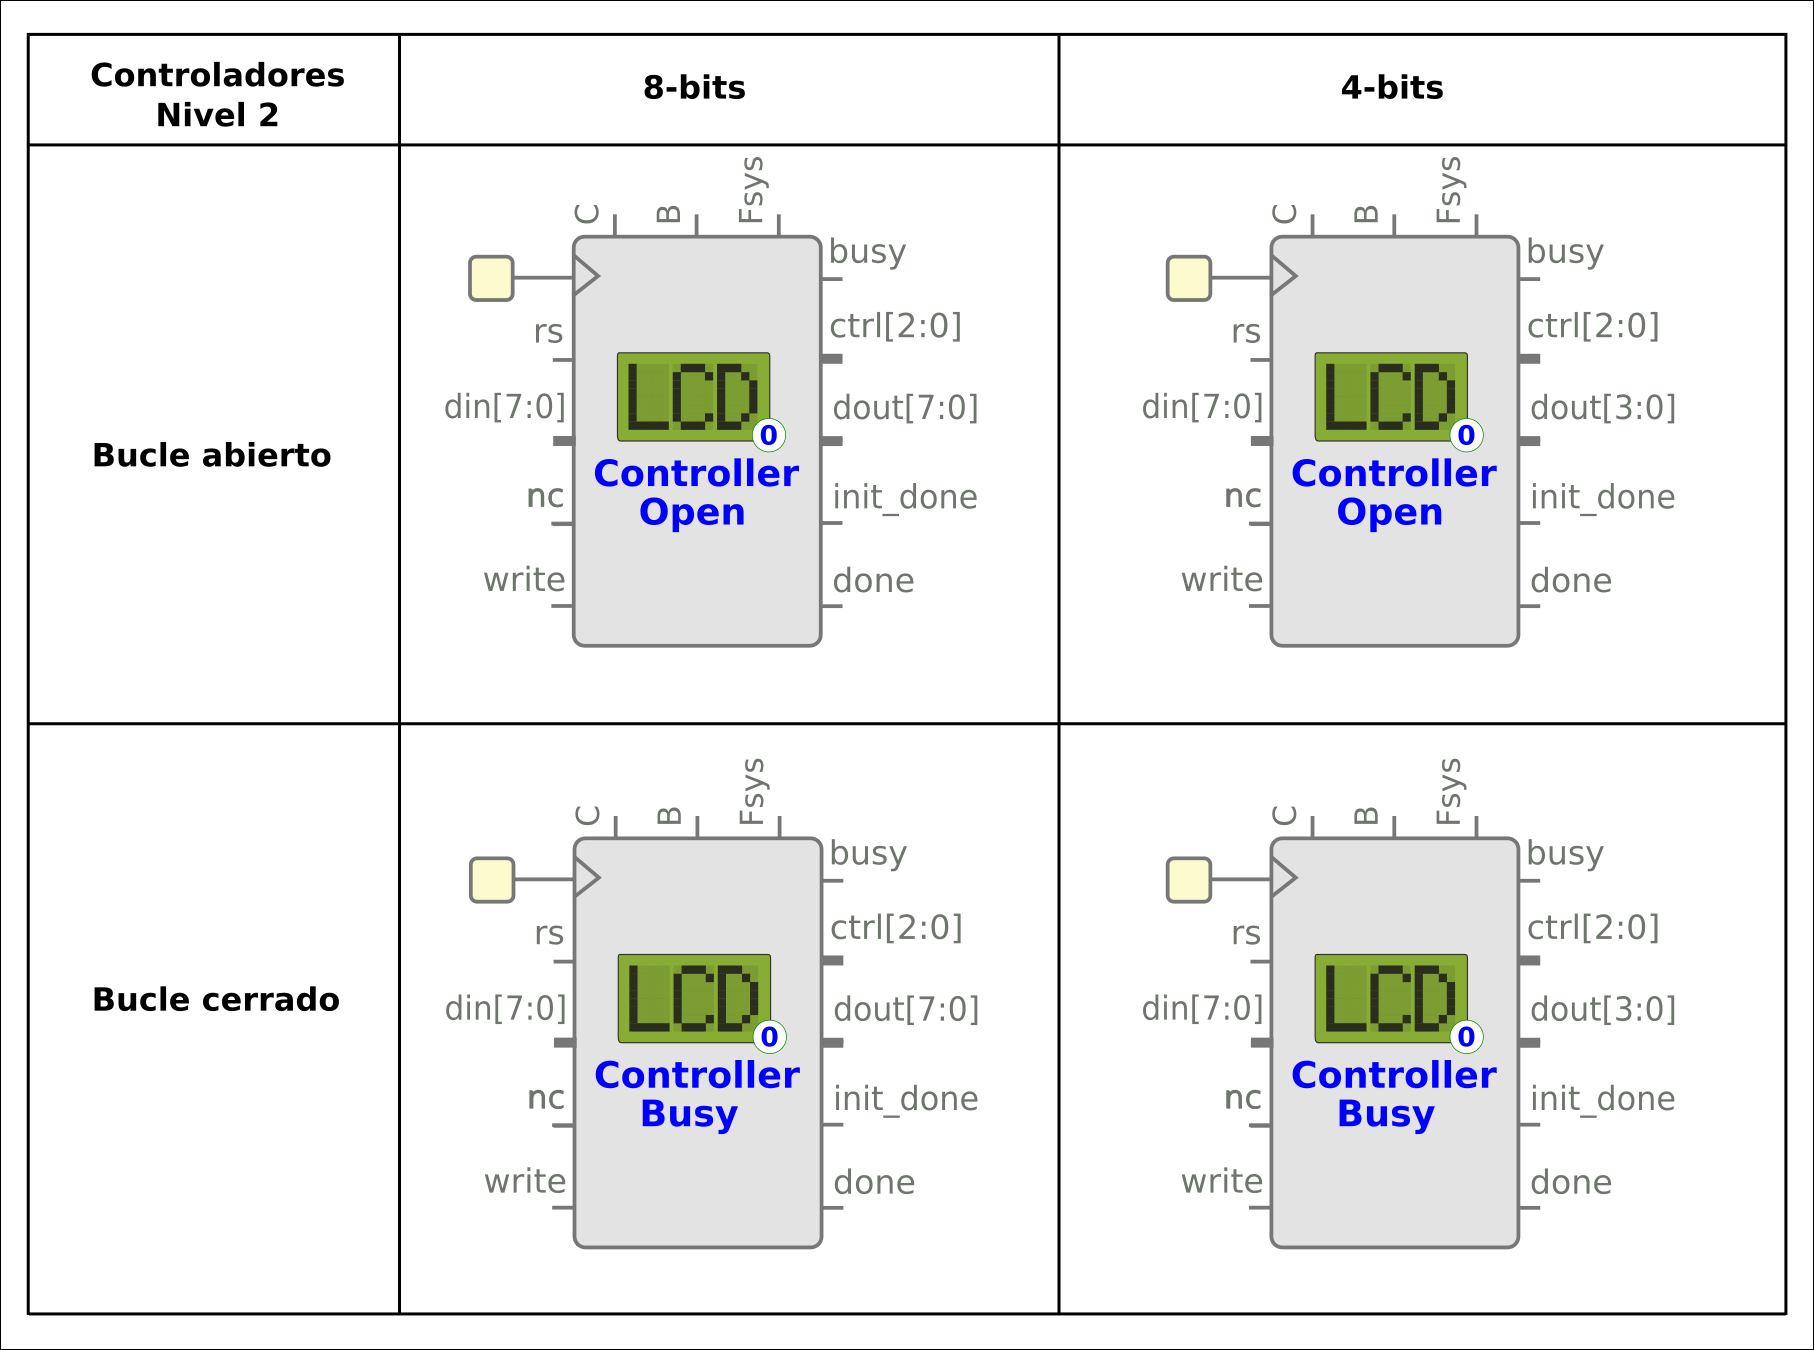 Controladores
Nivel 2
8-bits
4-bits
Bucle abierto
C
B
Fsys
busy
rs
ctrl[2:0]
din[7:0]
LCD
dout[7:0]
0
Controller
Open
nc
init_done
write
done
C
B
Fsys
busy
rs
ctrl[2:0]
din[7:0]
LCD
dout[3:0]
0
Controller
Open
nc
init_done
write
done
Bucle cerrado
C
B
Fsys
busy
rs
ctrl[2:0]
din[7:0]
LCD
dout[7:0]
0
Controller
Busy
nc
init_done
write
done
C
B
Fsys
busy
rs
ctrl[2:0]
din[7:0]
LCD
dout[3:0]
0
Controller
Busy
nc
init_done
write
done